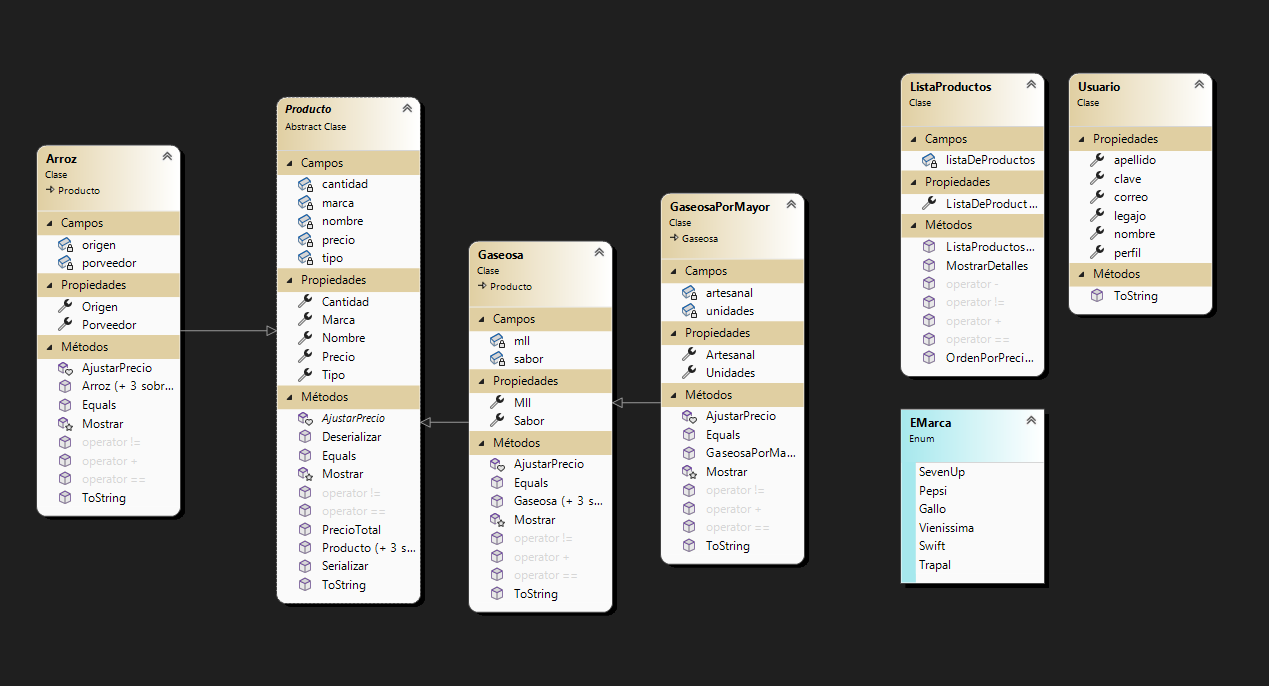 Arroz
Clase
Producto
Campos
origen
porveedor
Propiedades
Origen
Porveedor
Métodos
AjustarPrecio
Arroz (+ 3 sobr...
Equals
Mostrar
operator !=
operator +
operator ==
ToString
Producto
Abstract Clase
Campos
cantidad
marca
nombre
precio
tipo
Propiedades
Cantidad
Marca
Nombre
Precio
Tipo
Métodos
AjustarPrecio
Deserializar
Equals
Mostrar
operator !=
operator ==
PrecioTotal
Producto (+ 3 s...
Serializar
ToString
Gaseosa
Clase
Producto
Campos
mll
sabor
Propiedades
Mll
Sabor
Métodos
AjustarPrecio
Equals
Gaseosa (+ 3 s...
Mostrar
operator !=
operator +
operator ==
ToString
GaseosaPorMayor
Clase
Gaseosa
Campos
artesanal
unidades
Propiedades
Artesanal
Unidades
Métodos
AjustarPrecio
Equals
GaseosaPorMa...
Mostrar
operator !=
operator +
operator ==
ToString
ListaProductos
Clase
Campos
listaDeProductos
Propiedades
ListaDeProduct...
Métodos
ListaProductos...
MostrarDetalles
operator -
operator !=
operator +
operator ==
OrdenPorPreci...
Usuario
Clase
Propiedades
apellido
clave
correo
legajo
nombre
perfil
Métodos
ToString
EMarca
Enum
SevenUp
Pepsi
Gallo
Vienissima
Swift
Trapal